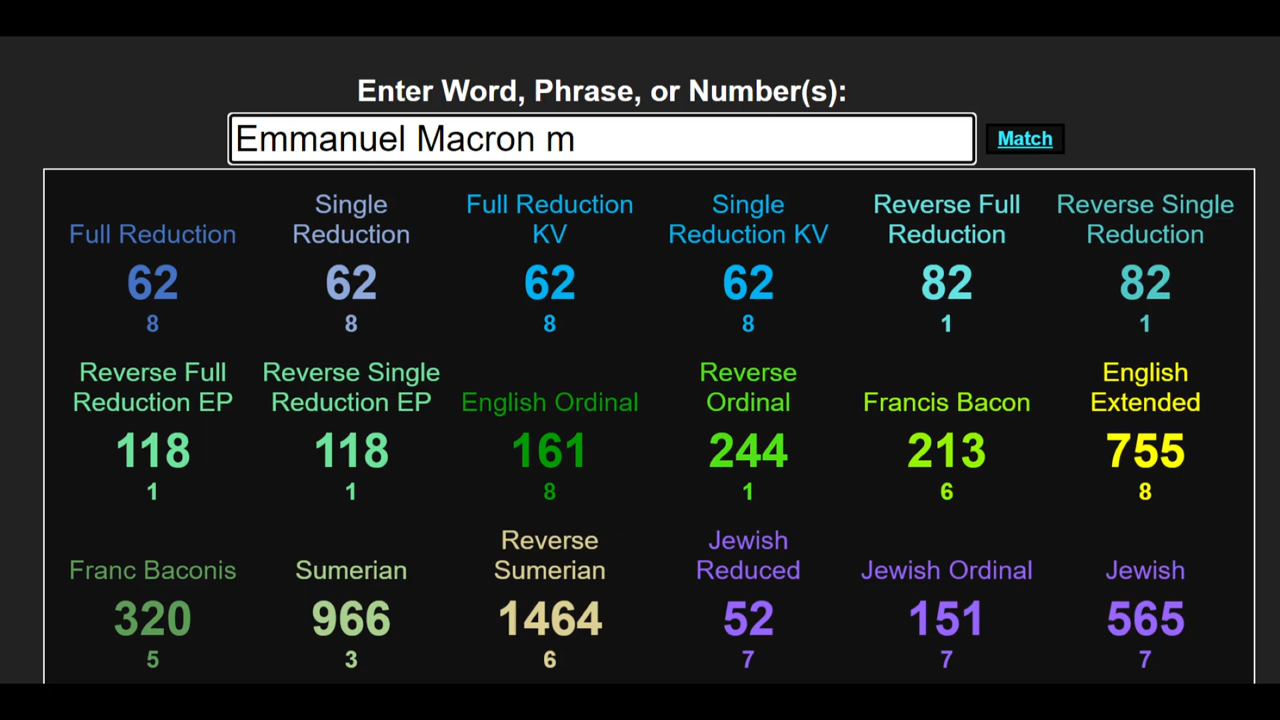 Enter Word, Phrase, or Number(s):
Emmanuel Macron m
Match
Full Reduction
62
8
Single
Reduction
62
8
Full Reduction
KV
62
8
Single
Reduction KV
62
8
Reverse Full
Reduction
82
1
Reverse Single
Reduction
82
1
Reverse Full
Reduction EP
118
1
Reverse Single
Reduction EP
118
1
English Ordinal
161
8
Reverse
Ordinal
244
1
Francis Bacon
213
6
English
Extended
755
8
Franc Baconis
320
5
Sumerian
966
3
Reverse
Sumerian
1464
6
Jewish
Reduced
52
7
Jewish Ordinal
151
7
Jewish
565
7